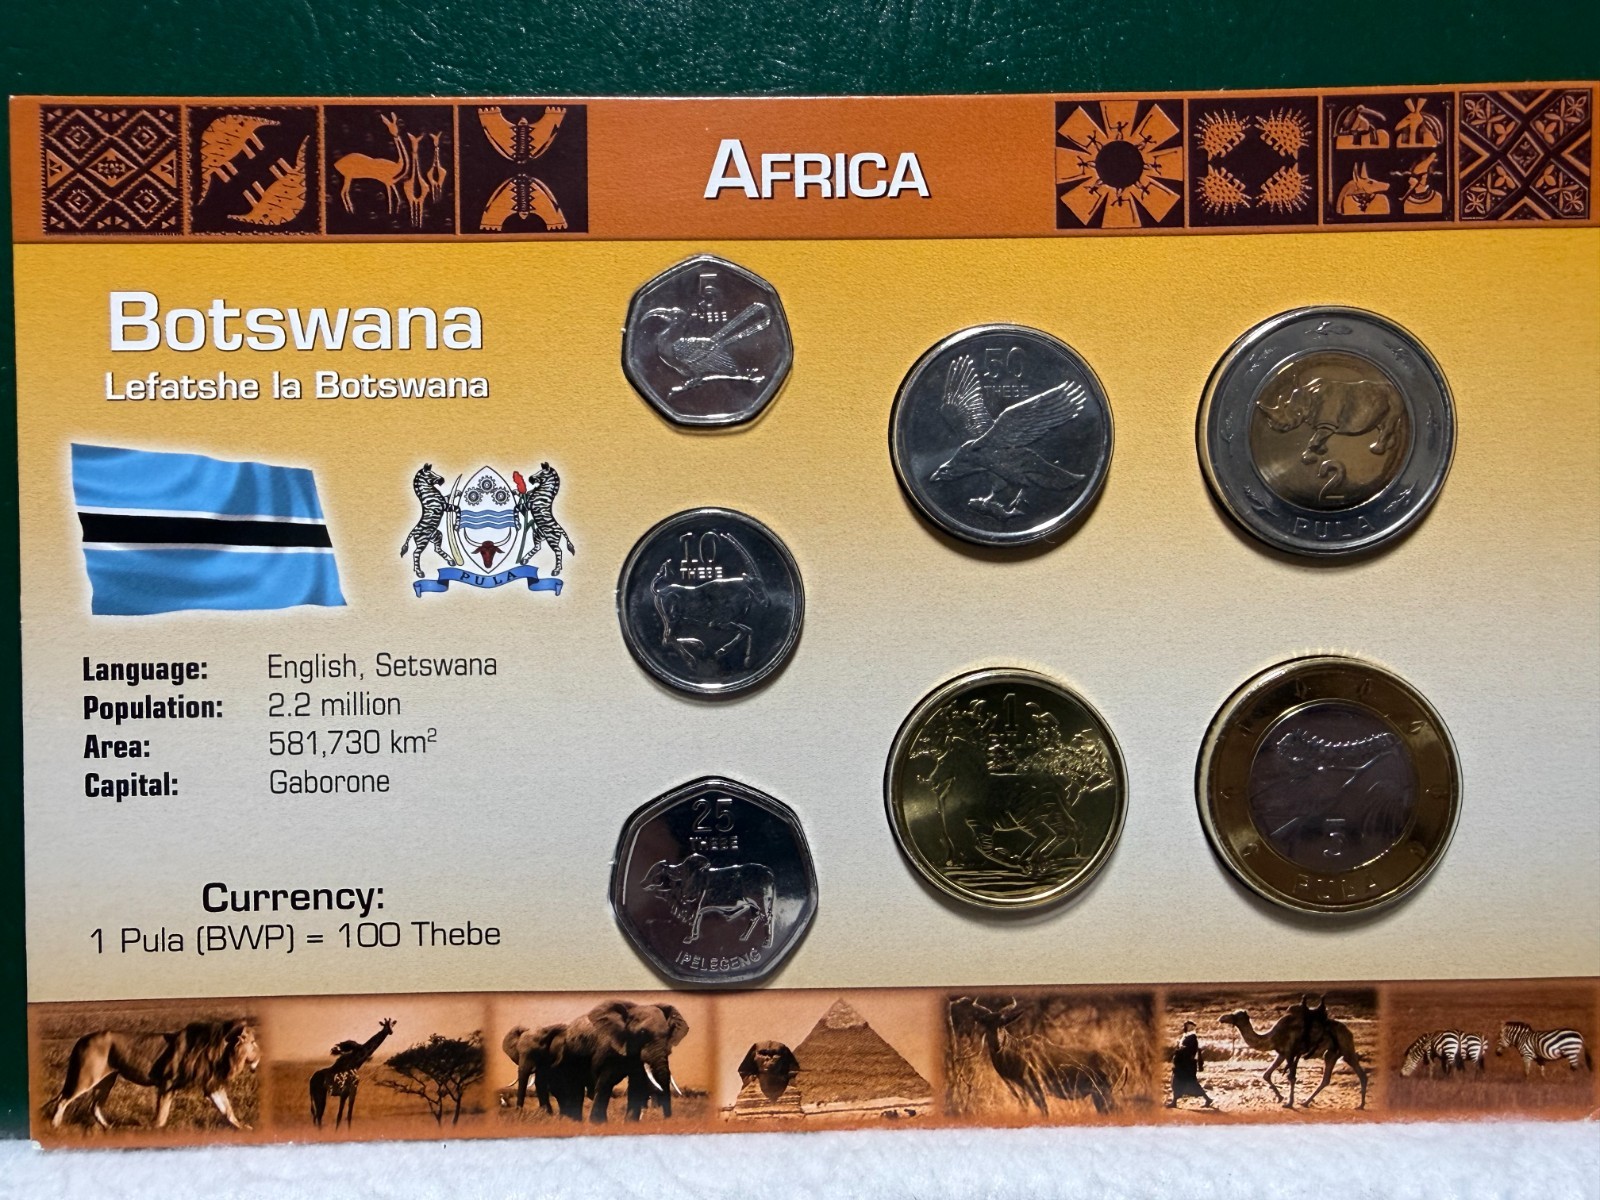 AFRICA
Botswana
Lefatshe la Botswana
PULA
Language: English, Setswana
Population: 2.2 million
Area: 581,730 km²
Capital: Gaborone
Currency:
1 Pula (BWP) = 100 Thebe
5
THEBE
10
THEBE
25
THEBE
IPELEGENG
50
THEBE
1
PULA
2
PULA
5
PULA